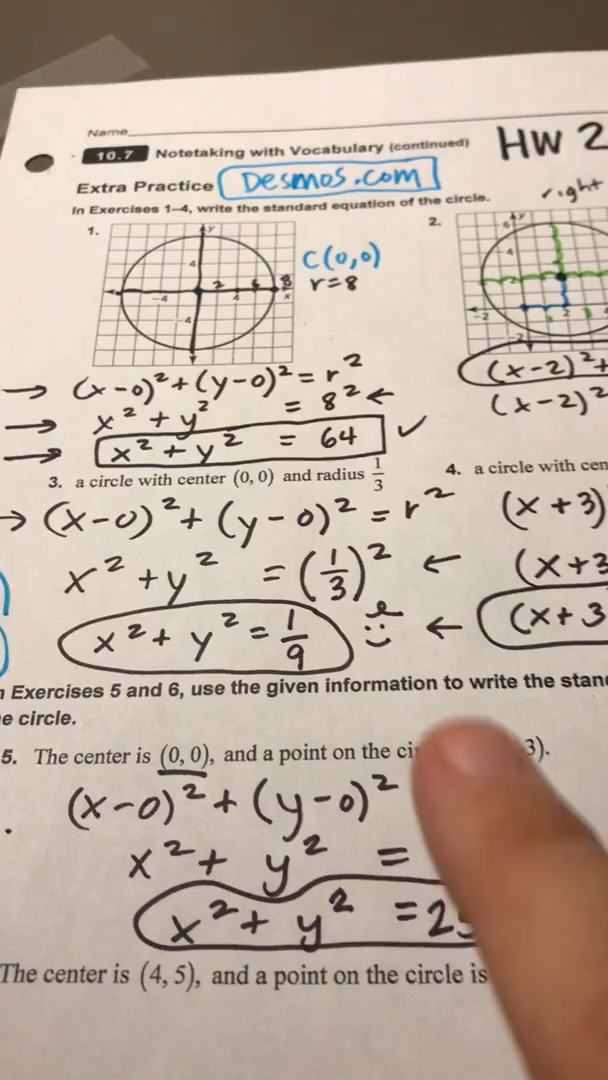 Name
10.7 Notetaking with Vocabulary (continued)
HW 2
Extra Practice
Desmos.com
In Exercises 1–4, write the standard equation of the circle.
right
1.
2.
C(0,0)
r=8
→ (x-0)²+(y-0)²=r²
→ x²+y² = 8² ←
→ x²+y² = 64 ✓
(x-2)²+
(x-2)²
3. a circle with center (0, 0) and radius 1/3
4. a circle with cen
→ (x-0)²+(y-0)²=r²
(x+3)
x²+y² = (1/3)² ←
(x+3
x²+y²=1/9 ←
(x+3
Exercises 5 and 6, use the given information to write the stan
e circle.
5. The center is (0, 0), and a point on the ci 3).
(x-0)²+(y-0)²
x²+y² =
x²+y² =25
The center is (4, 5), and a point on the circle is